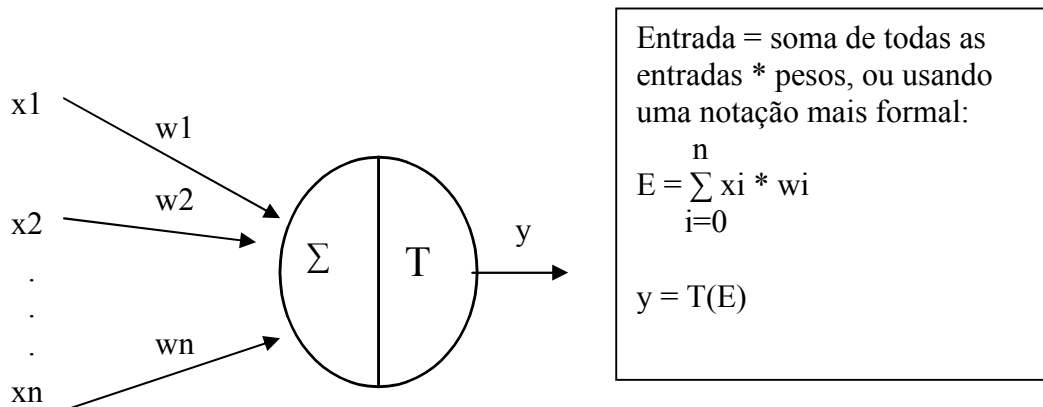 x1
w1
x2
w2
.
.
.
xn
wn
Σ
T
y
Entrada = soma de todas as
entradas * pesos, ou usando
uma notação mais formal:
n
E = ∑ xi * wi
i=0
y = T(E)